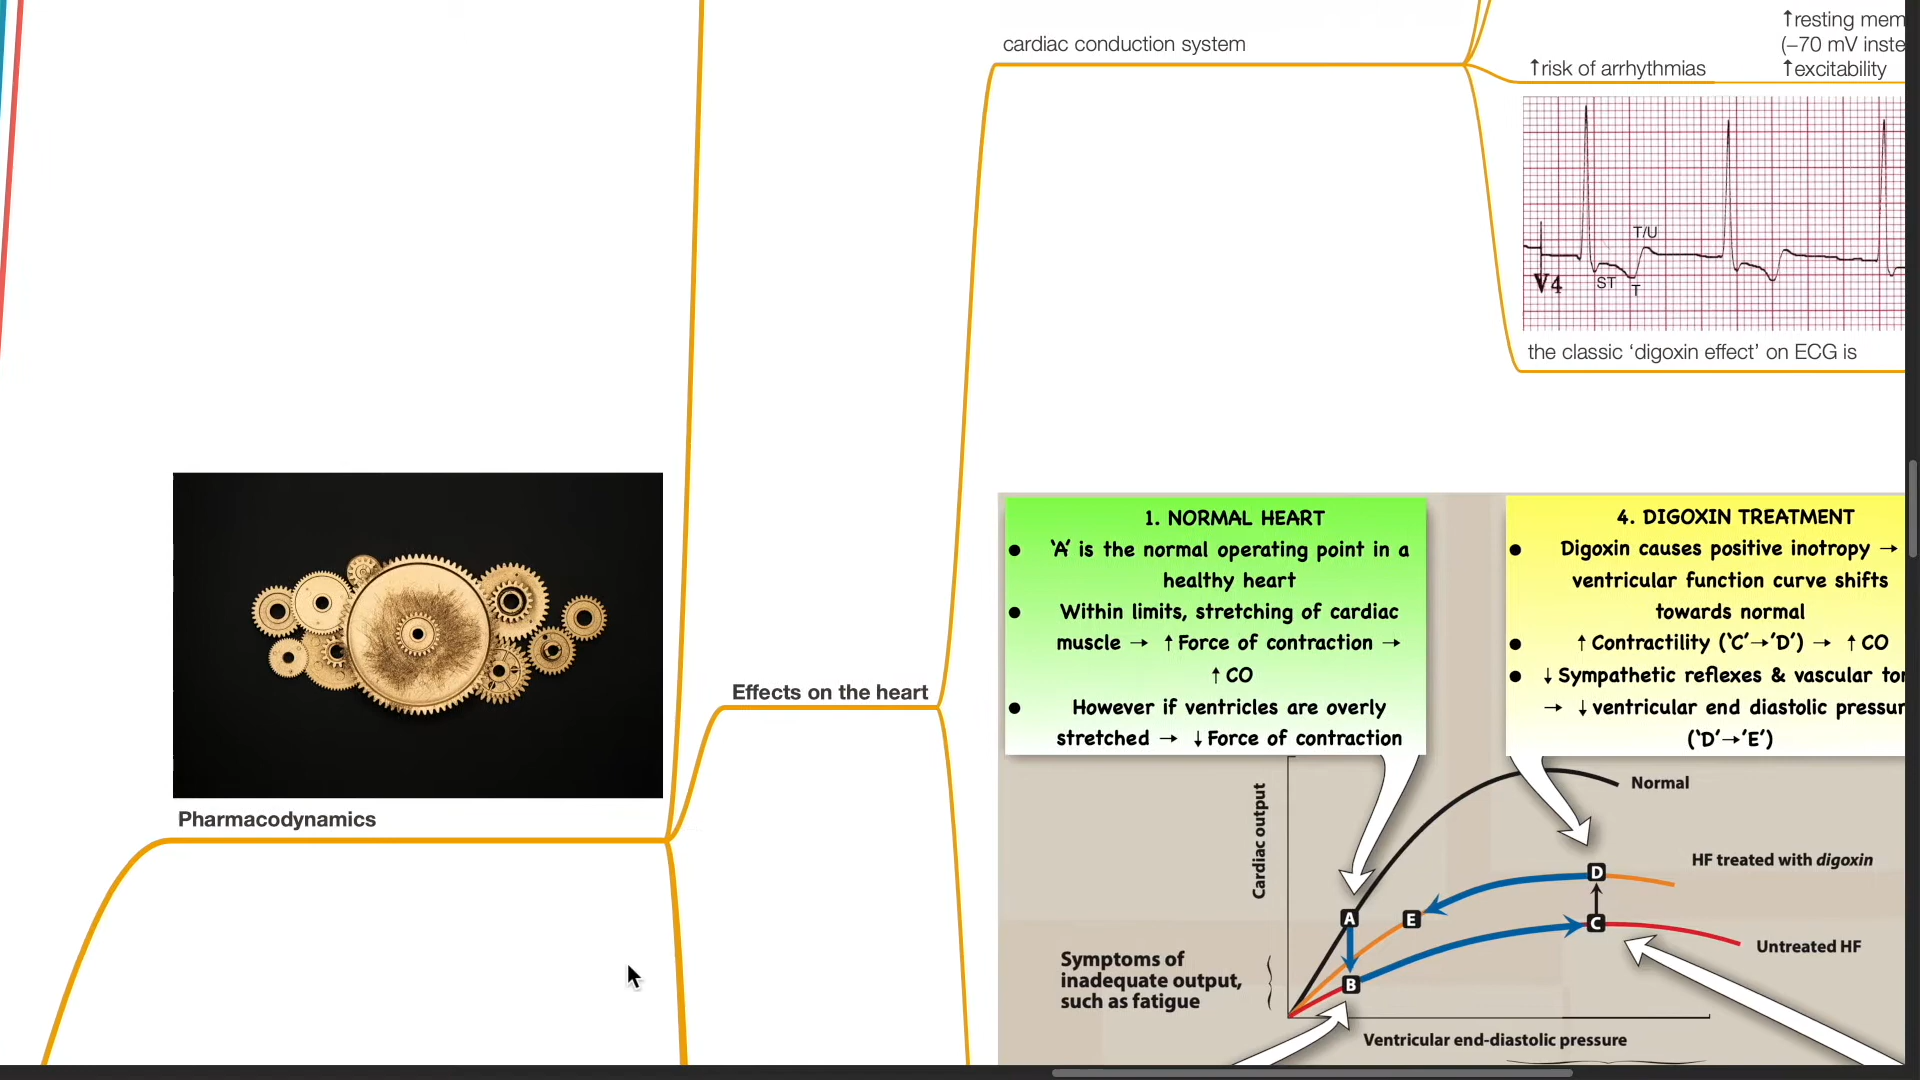 cardiac conduction system
↑resting mem
(–70 mV inste
↑risk of arrhythmias
↑excitability
T/U
V4
ST
T
the classic ‘digoxin effect’ on ECG is
1. NORMAL HEART
● ‘A’ is the normal operating point in a
healthy heart
● Within limits, stretching of cardiac
muscle → ↑Force of contraction →
↑CO
● However if ventricles are overly
stretched → ↓Force of contraction
4. DIGOXIN TREATMENT
● Digoxin causes positive inotropy →
ventricular function curve shifts
towards normal
● ↑Contractility (‘C’→’D’) → ↑CO
● ↓Sympathetic reflexes & vascular ton
→ ↓ventricular end diastolic pressur
(‘D’→’E’)
Effects on the heart
Pharmacodynamics
Cardiac output
Normal
HF treated with digoxin
D
A
E
C
Untreated HF
B
Symptoms of
inadequate output,
such as fatigue
Ventricular end-diastolic pressure